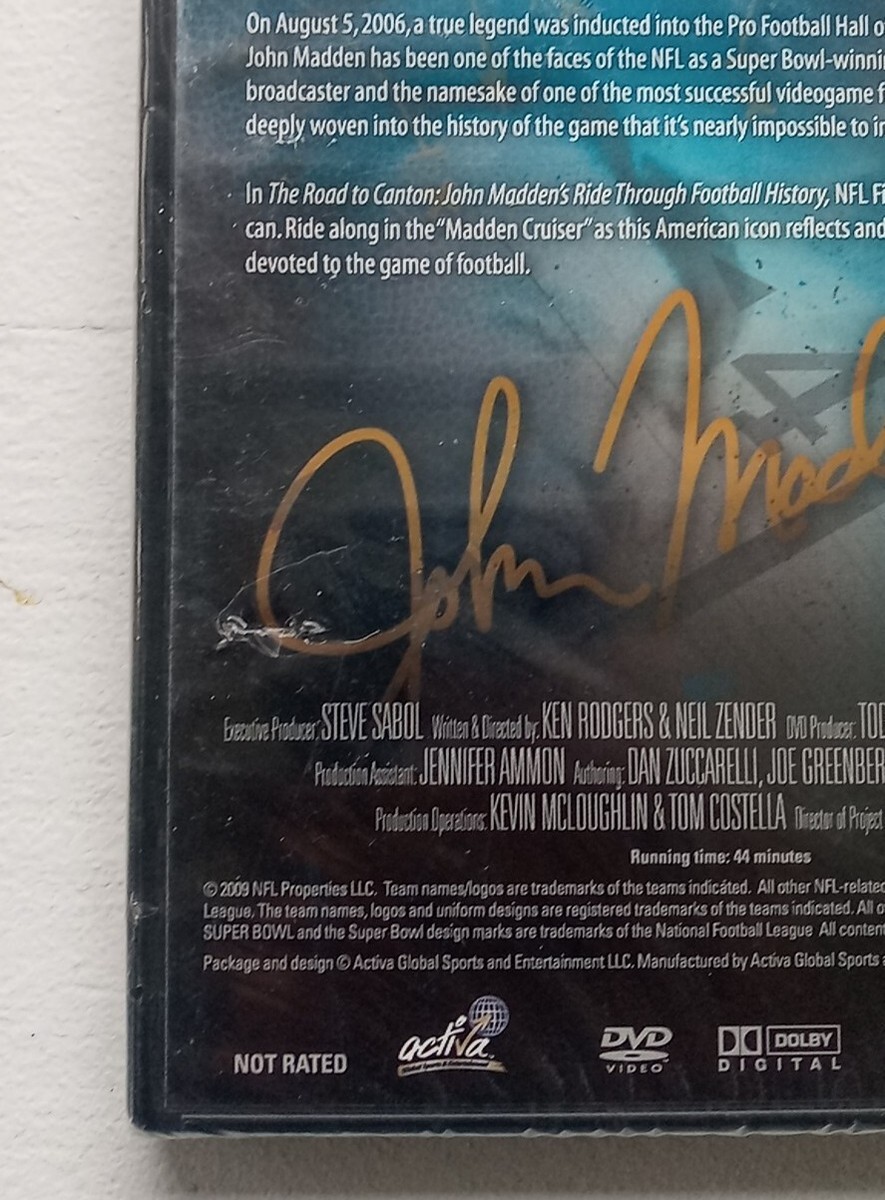 On August 5, 2006, a true legend was inducted into the Pro Football Hall
John Madden has been one of the faces of the NFL as a Super Bowl-winni
broadcaster and the namesake of one of the most successful videogame
deeply woven into the history of the game that it's nearly impossible to
In The Road to Canton: John Madden's Ride Through Football History, NFL
can. Ride along in the "Madden Cruiser" as this American icon reflects and
devoted to the game of football.
John Madd
Executive Producer: STEVE SABOL Written & Directed by: KEN RODGERS & NEIL ZENDER DVD Producer: TOD
Production Assistant: JENNIFER AMMON Authoring: DAN ZUCCARELLI, JOE GREENBER
Production Operations: KEVIN MCLOUGHLIN & TOM COSTELLA Director of Project
Running time: 44 minutes
© 2009 NFL Properties LLC. Team names/logos are trademarks of the teams indicated. All other NFL-relate
League. The team names, logos and uniform designs are registered trademarks of the teams indicated. All
SUPER BOWL and the Super Bowl design marks are trademarks of the National Football League All conten
Package and design © Activa Global Sports and Entertainment LLC. Manufactured by Activa Global Sports
NOT RATED
activa
DVD
VIDEO
DOLBY
DIGITAL